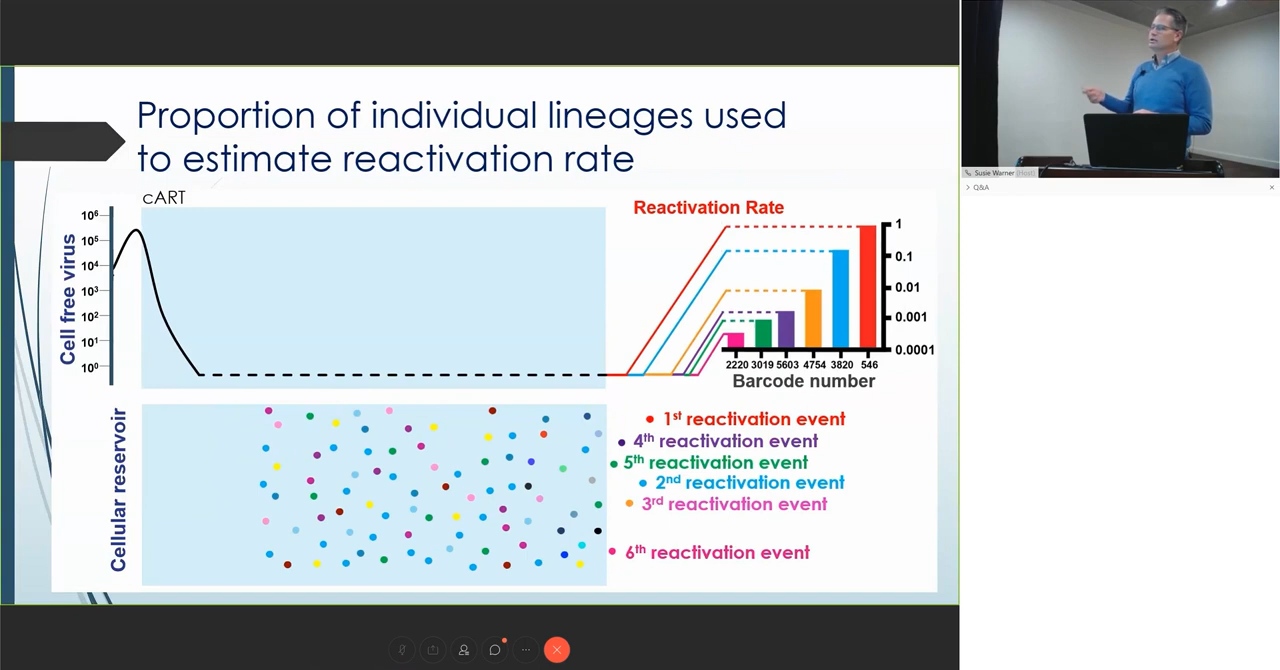 Proportion of individual lineages used
to estimate reactivation rate
cART
Cell free virus
10⁶
10⁵
10⁴
10³
10²
10¹
10⁰
Reactivation Rate
1
0.1
0.01
0.001
0.0001
2220 3019 5603 4754 3820 546
Barcode number
Cellular reservoir
1st reactivation event
4th reactivation event
5th reactivation event
2nd reactivation event
3rd reactivation event
6th reactivation event
Susie Warner (Host)
Q&A